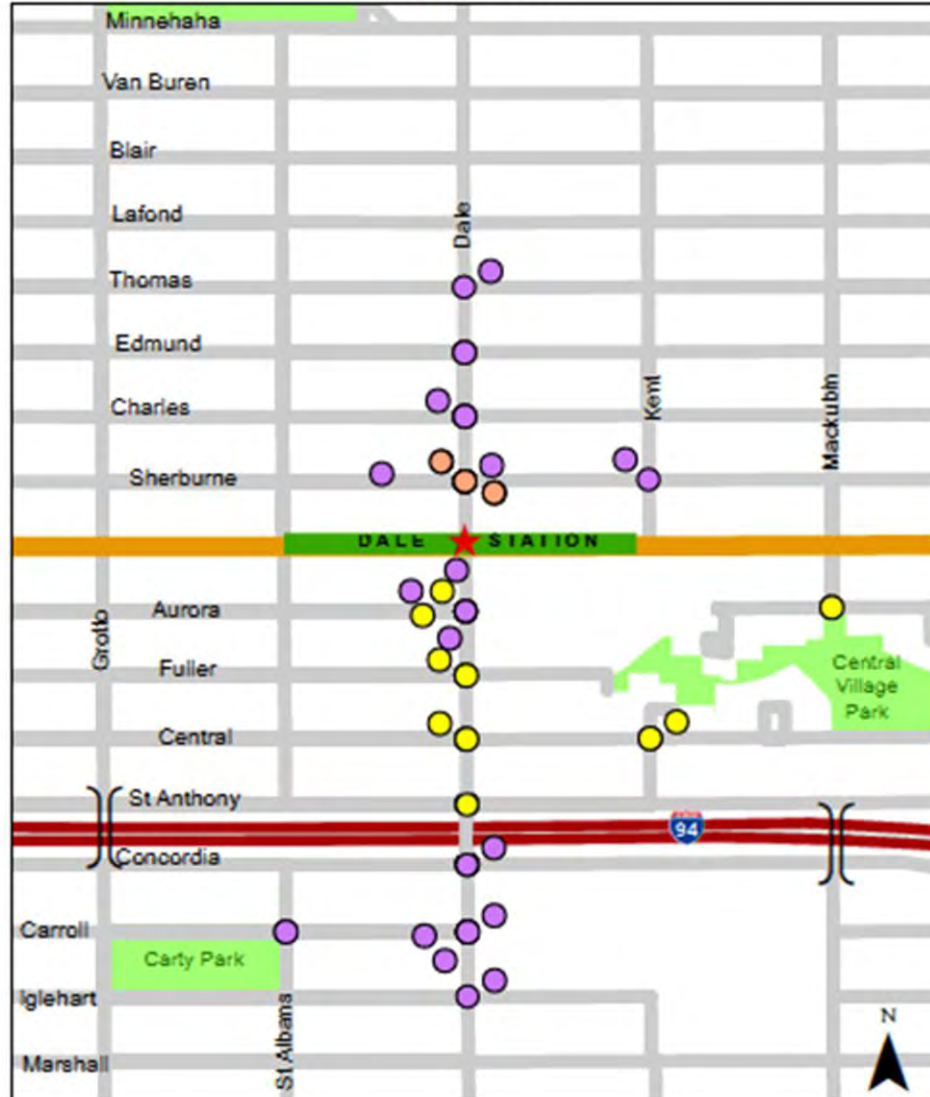 Minnehaha
Van Buren
Blair
Lafond
Dale
Thomas
Edmund
Charles
Kent
Mackubin
Sherburne
DALE STATION
Aurora
Grotto
Fuller
Central
Village
Park
Central
St Anthony
94
Concordia
Carroll
Carty Park
Iglehart
St Albans
N
Marshall